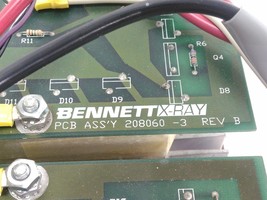 R11
R6
Q4
D10
D9
D8
D11
BENNETT X-RAY
PCB ASS'Y 208060 -3 REV B